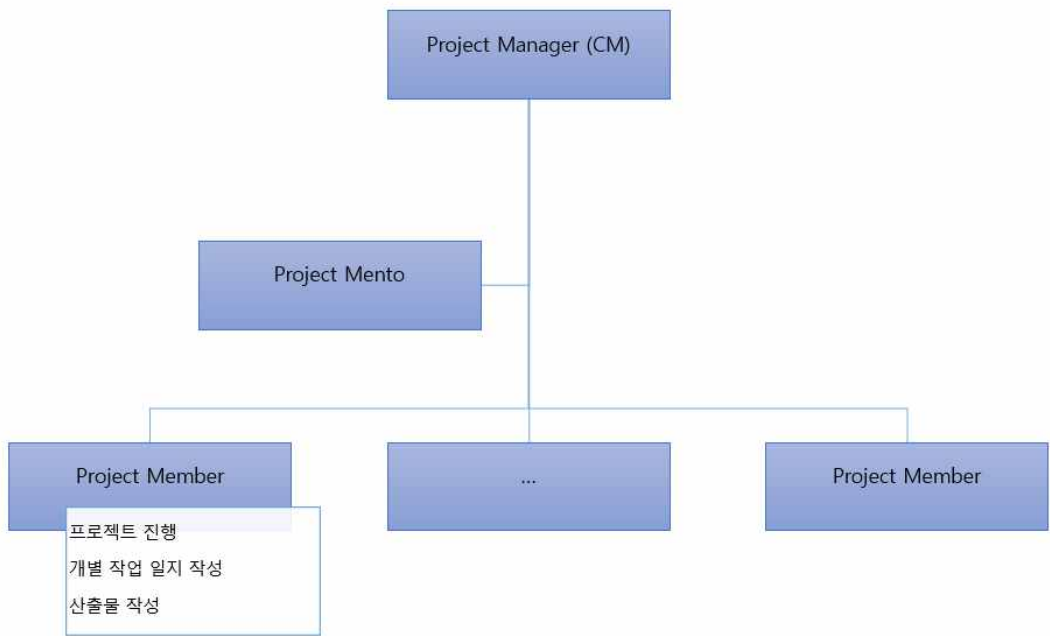 Project Manager (CM)
Project Mento
Project Member
...
Project Member
프로젝트 진행
개별 작업 일지 작성
산출물 작성